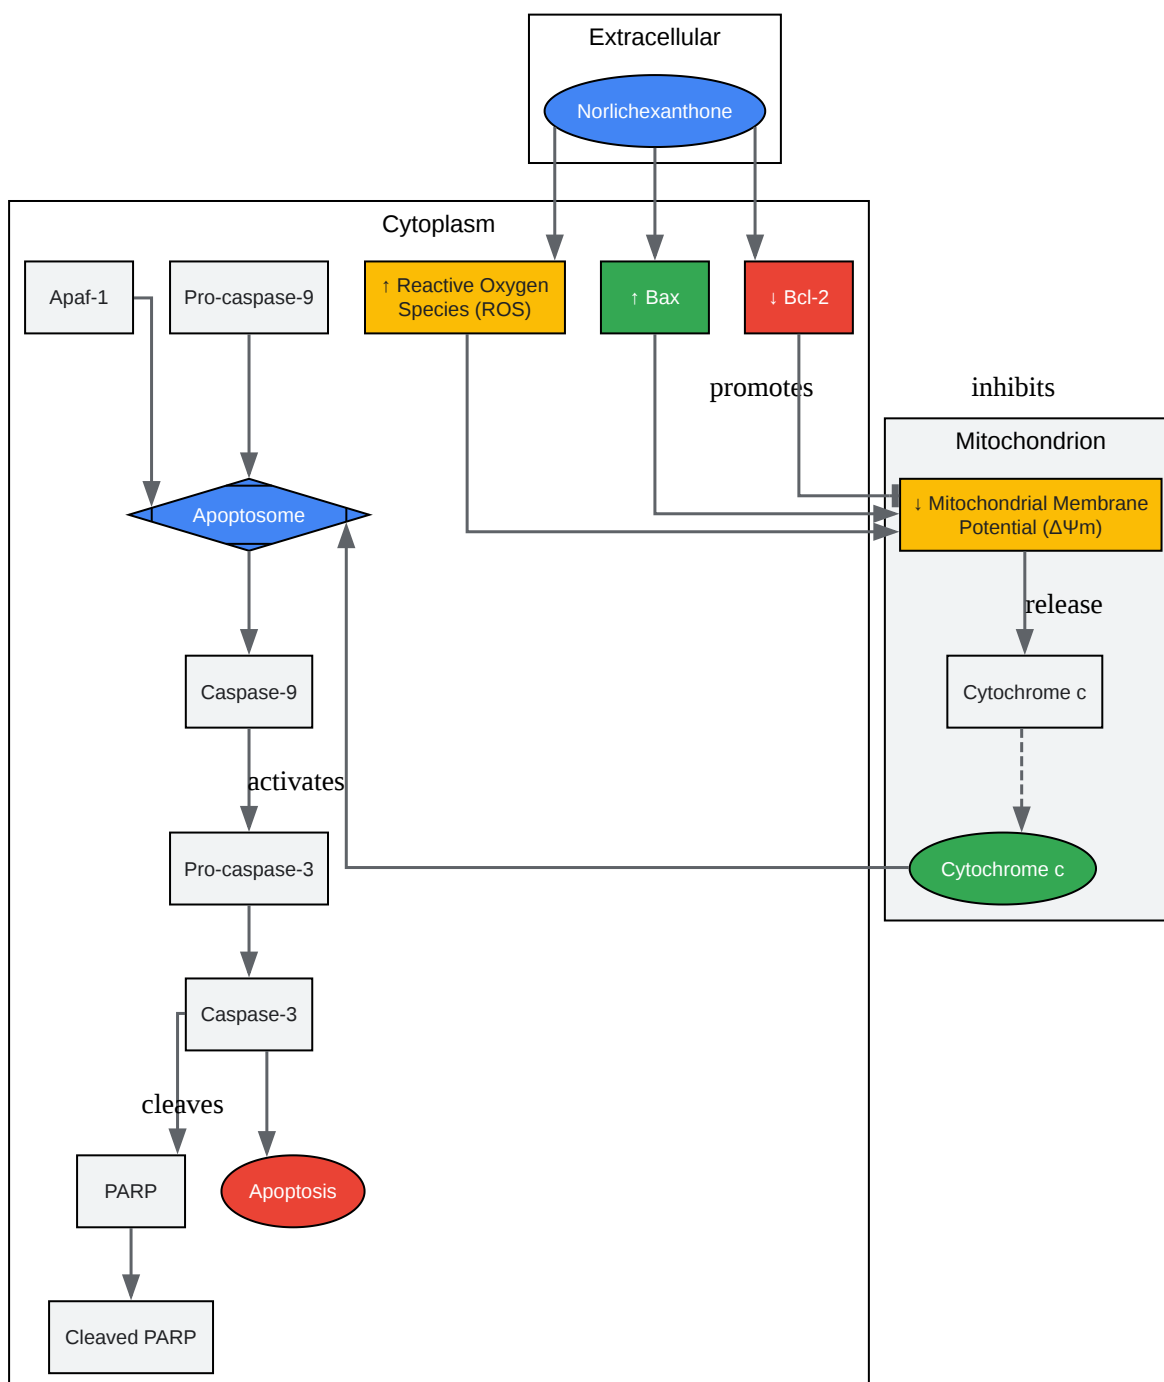 Extracellular
Norlichexanthone
Cytoplasm
Apaf-1
Pro-caspase-9
↑ Reactive Oxygen
Species (ROS)
↑ Bax
↓ Bcl-2
promotes
inhibits
Mitochondrion
↓ Mitochondrial Membrane
Potential (ΔΨm)
Apoptosome
release
Caspase-9
Cytochrome c
activates
Pro-caspase-3
Cytochrome c
Caspase-3
cleaves
PARP
Apoptosis
Cleaved PARP